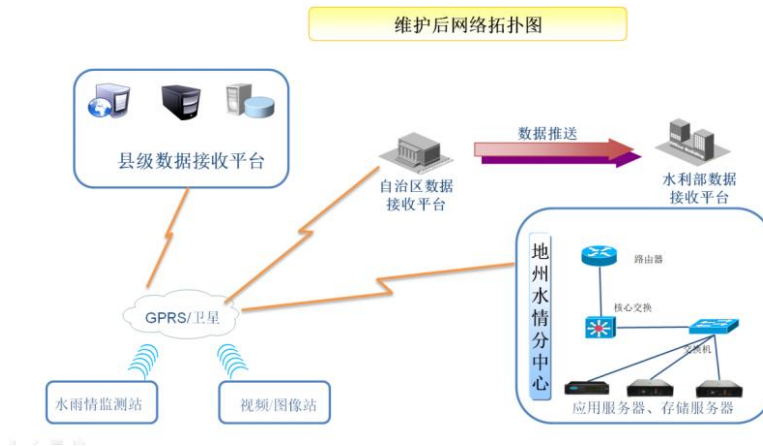 维护后网络拓扑图
县级数据接收平台
自治区数据
接收平台
数据推送
水利部数据
接收平台
地州水情分中心
路由器
核心交换
交换机
应用服务器、存储服务器
GPRS/卫星
水雨情监测站
视频/图像站